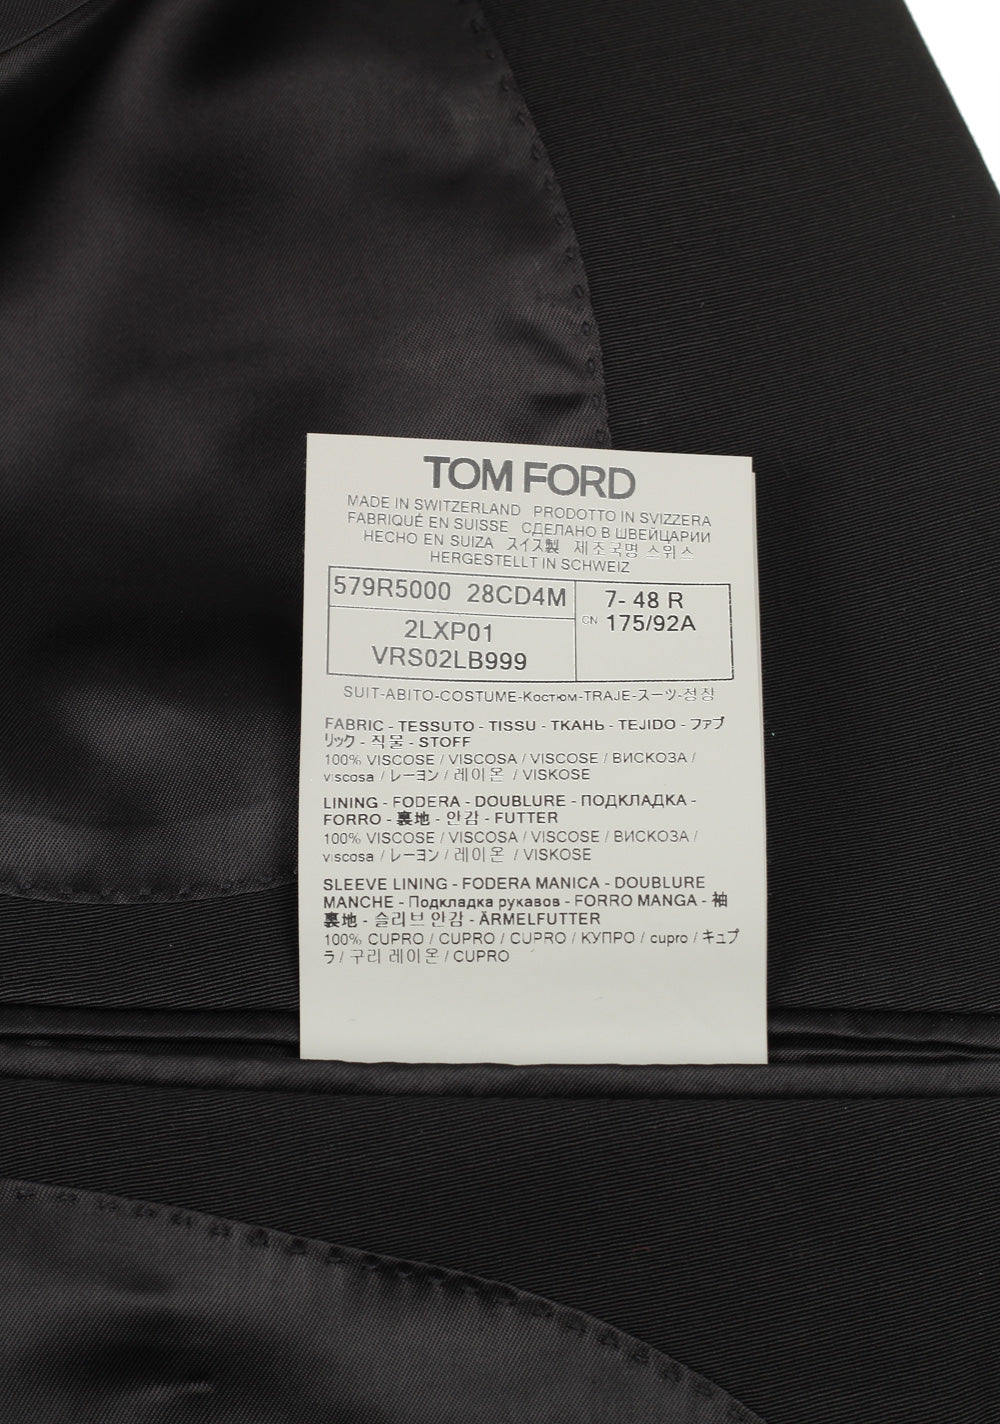 TOM FORD
MADE IN SWITZERLAND PRODOTTO IN SVIZZERA
FABRIQUÉ EN SUISSE СДЕЛАНО В ШВЕЙЦАРИИ
HECHO EN SUIZA スイス製 제조국명 스위스
HERGESTELLT IN SCHWEIZ
579R5000 28CD4M
2LXP01
VRS02LB999
7- 48 R
CN 175/92A
SUIT-ABITO-COSTUME-Костюм-TRAJE-スーツ-정장
FABRIC - TESSUTO - TISSU - ТКАНЬ - TEJIDO - ファブ
リック - 직물 - STOFF
100% VISCOSE / VISCOSA / VISCOSE / ВИСКОЗА /
viscosa / レーヨン / 레이온 / VISKOSE
LINING - FODERA - DOUBLURE - ПОДКЛАДКА -
FORRO - 裏地 - 안감 - FUTTER
100% VISCOSE / VISCOSA / VISCOSE / ВИСКОЗА /
viscosa / レーヨン / 레이온 / VISKOSE
SLEEVE LINING - FODERA MANICA - DOUBLURE
MANCHE - Подкладка рукавов - FORRO MANGA - 袖
裏地 - 슬리브 안감 - ÄRMELFUTTER
100% CUPRO / CUPRO / CUPRO / КУПРО / cupro / キュプ
ラ / 구리 레이온 / CUPRO